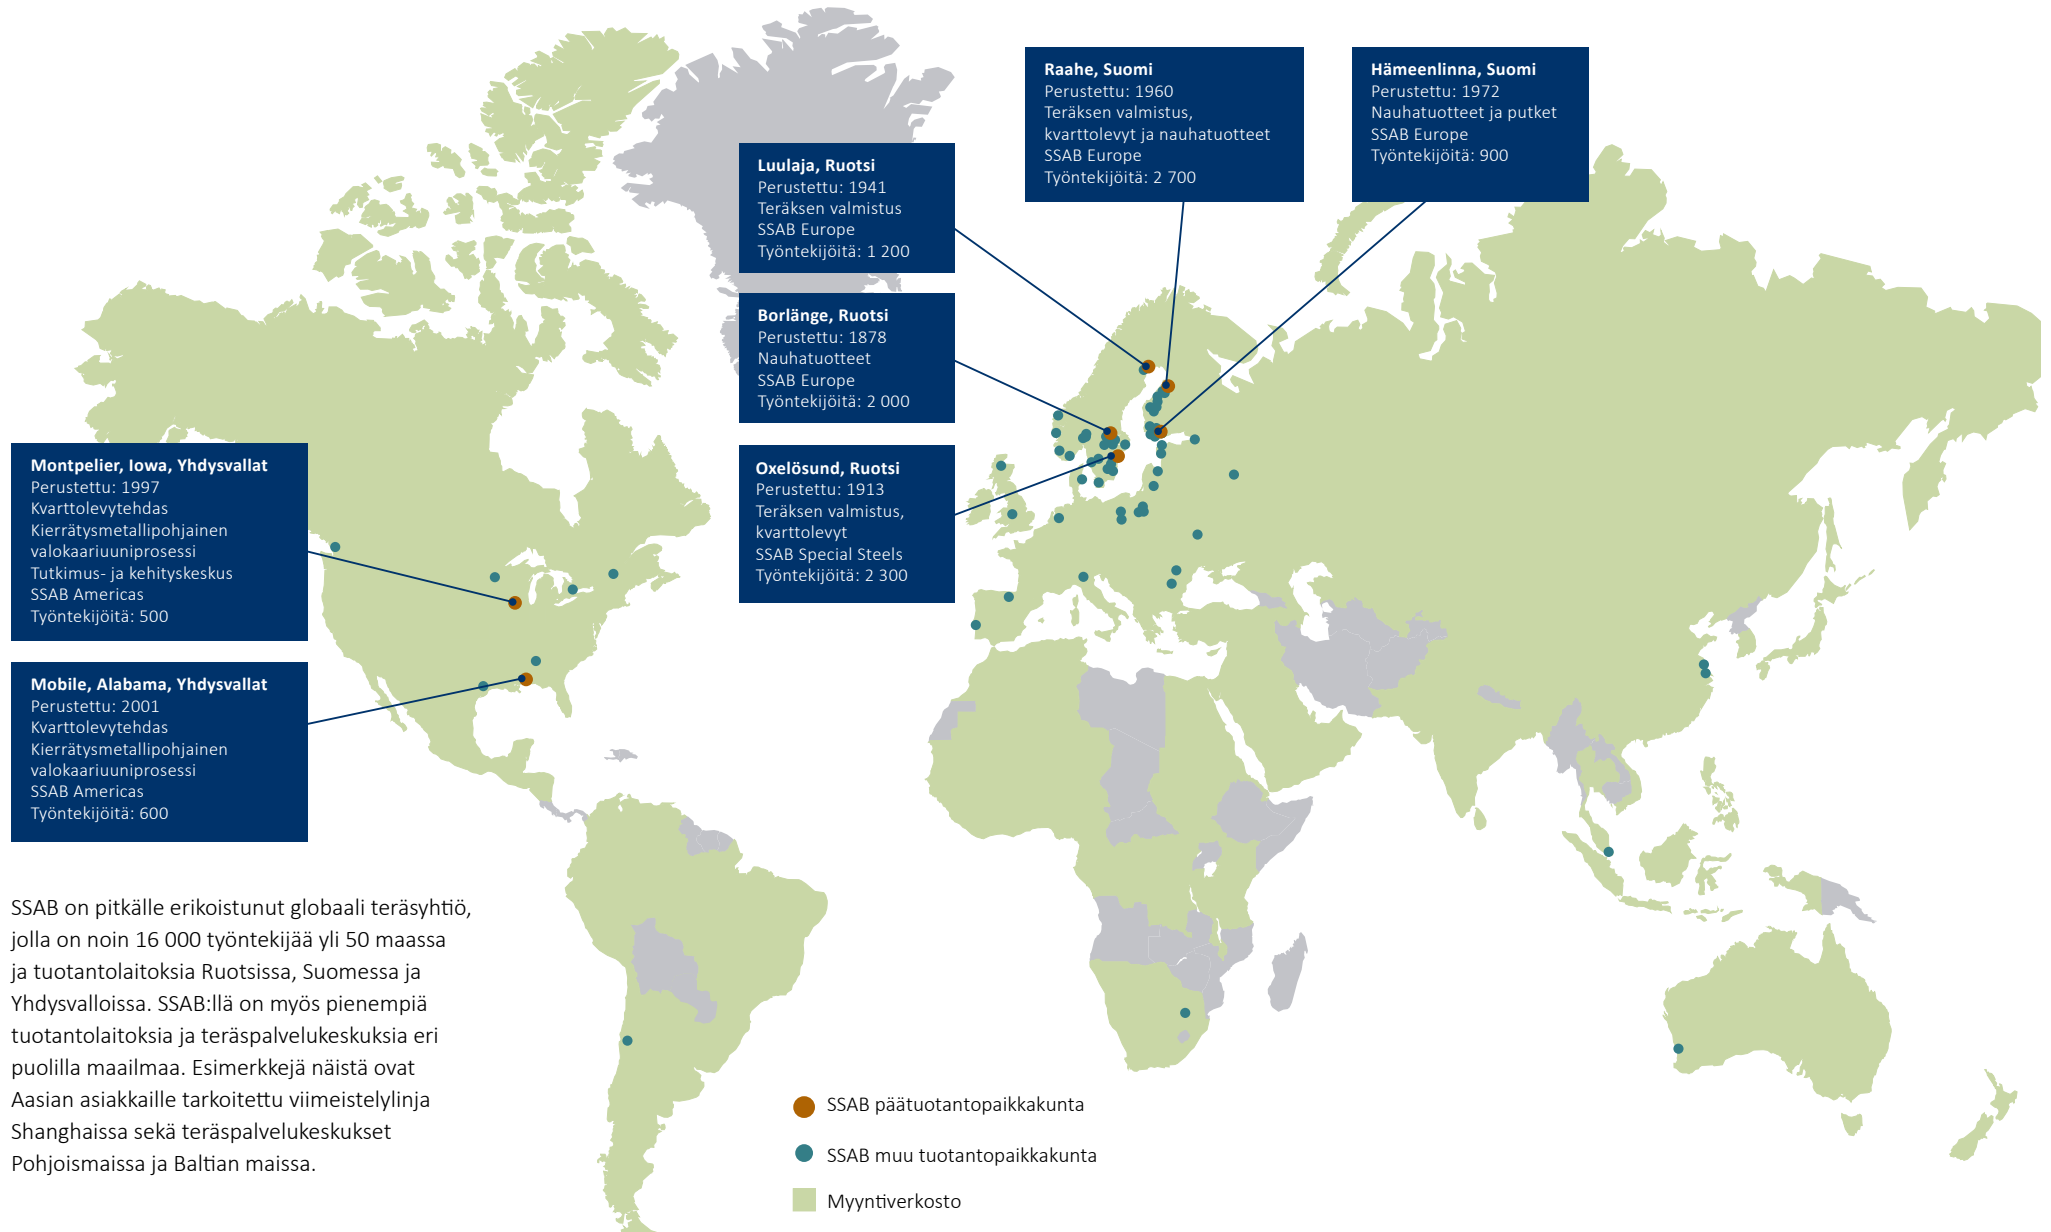 Raahe, Suomi
Perustettu: 1960
Teräksen valmistus,
kvarttolevyt ja nauhatuotteet
SSAB Europe
Työntekijöitä: 2 700
Hämeenlinna, Suomi
Perustettu: 1972
Nauhatuotteet ja putket
SSAB Europe
Työntekijöitä: 900
Luulaja, Ruotsi
Perustettu: 1941
Teräksen valmistus
SSAB Europe
Työntekijöitä: 1 200
Borlänge, Ruotsi
Perustettu: 1878
Nauhatuotteet
SSAB Europe
Työntekijöitä: 2 000
Oxelösund, Ruotsi
Perustettu: 1913
Teräksen valmistus,
kvarttolevyt
SSAB Special Steels
Työntekijöitä: 2 300
Montpelier, Iowa, Yhdysvallat
Perustettu: 1997
Kvarttolevytehdas
Kierrätysmetallipohjainen
valokaariuuniprosessi
Tutkimus- ja kehityskeskus
SSAB Americas
Työntekijöitä: 500
Mobile, Alabama, Yhdysvallat
Perustettu: 2001
Kvarttolevytehdas
Kierrätysmetallipohjainen
valokaariuuniprosessi
SSAB Americas
Työntekijöitä: 600
SSAB on pitkälle erikoistunut globaali teräsyhtiö,
jolla on noin 16 000 työntekijää yli 50 maassa
ja tuotantolaitoksia Ruotsissa, Suomessa ja
Yhdysvalloissa. SSAB:llä on myös pienempiä
tuotantolaitoksia ja teräspalvelukeskuksia eri
puolilla maailmaa. Esimerkkejä näistä ovat
Aasian asiakkaille tarkoitettu viimeistelylinja
Shanghaissa sekä teräspalvelukeskukset
Pohjoismaissa ja Baltian maissa.
SSAB päätuotantopaikkakunta
SSAB muu tuotantopaikkakunta
Myyntiverkosto